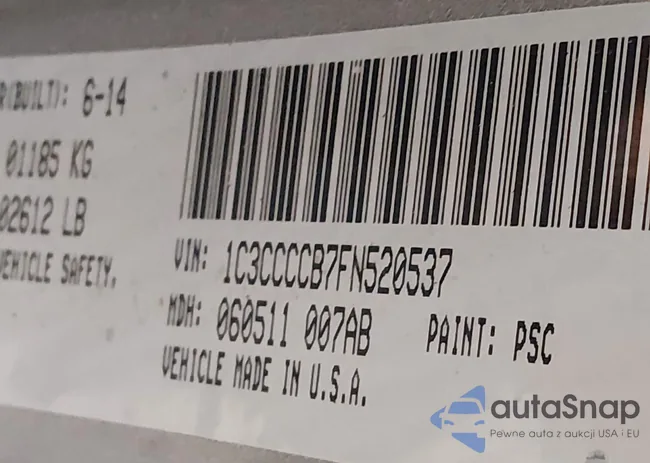 R(BUILT): 6-14
01185 KG
02612 LB
VEHICLE SAFETY.
VIN: 1C3CCCCB7FN520537
MDH: 060511 007AB PAINT: PSC
VEHICLE MADE IN U.S.A.
autaSnap
Pewne auta z aukcji USA i EU